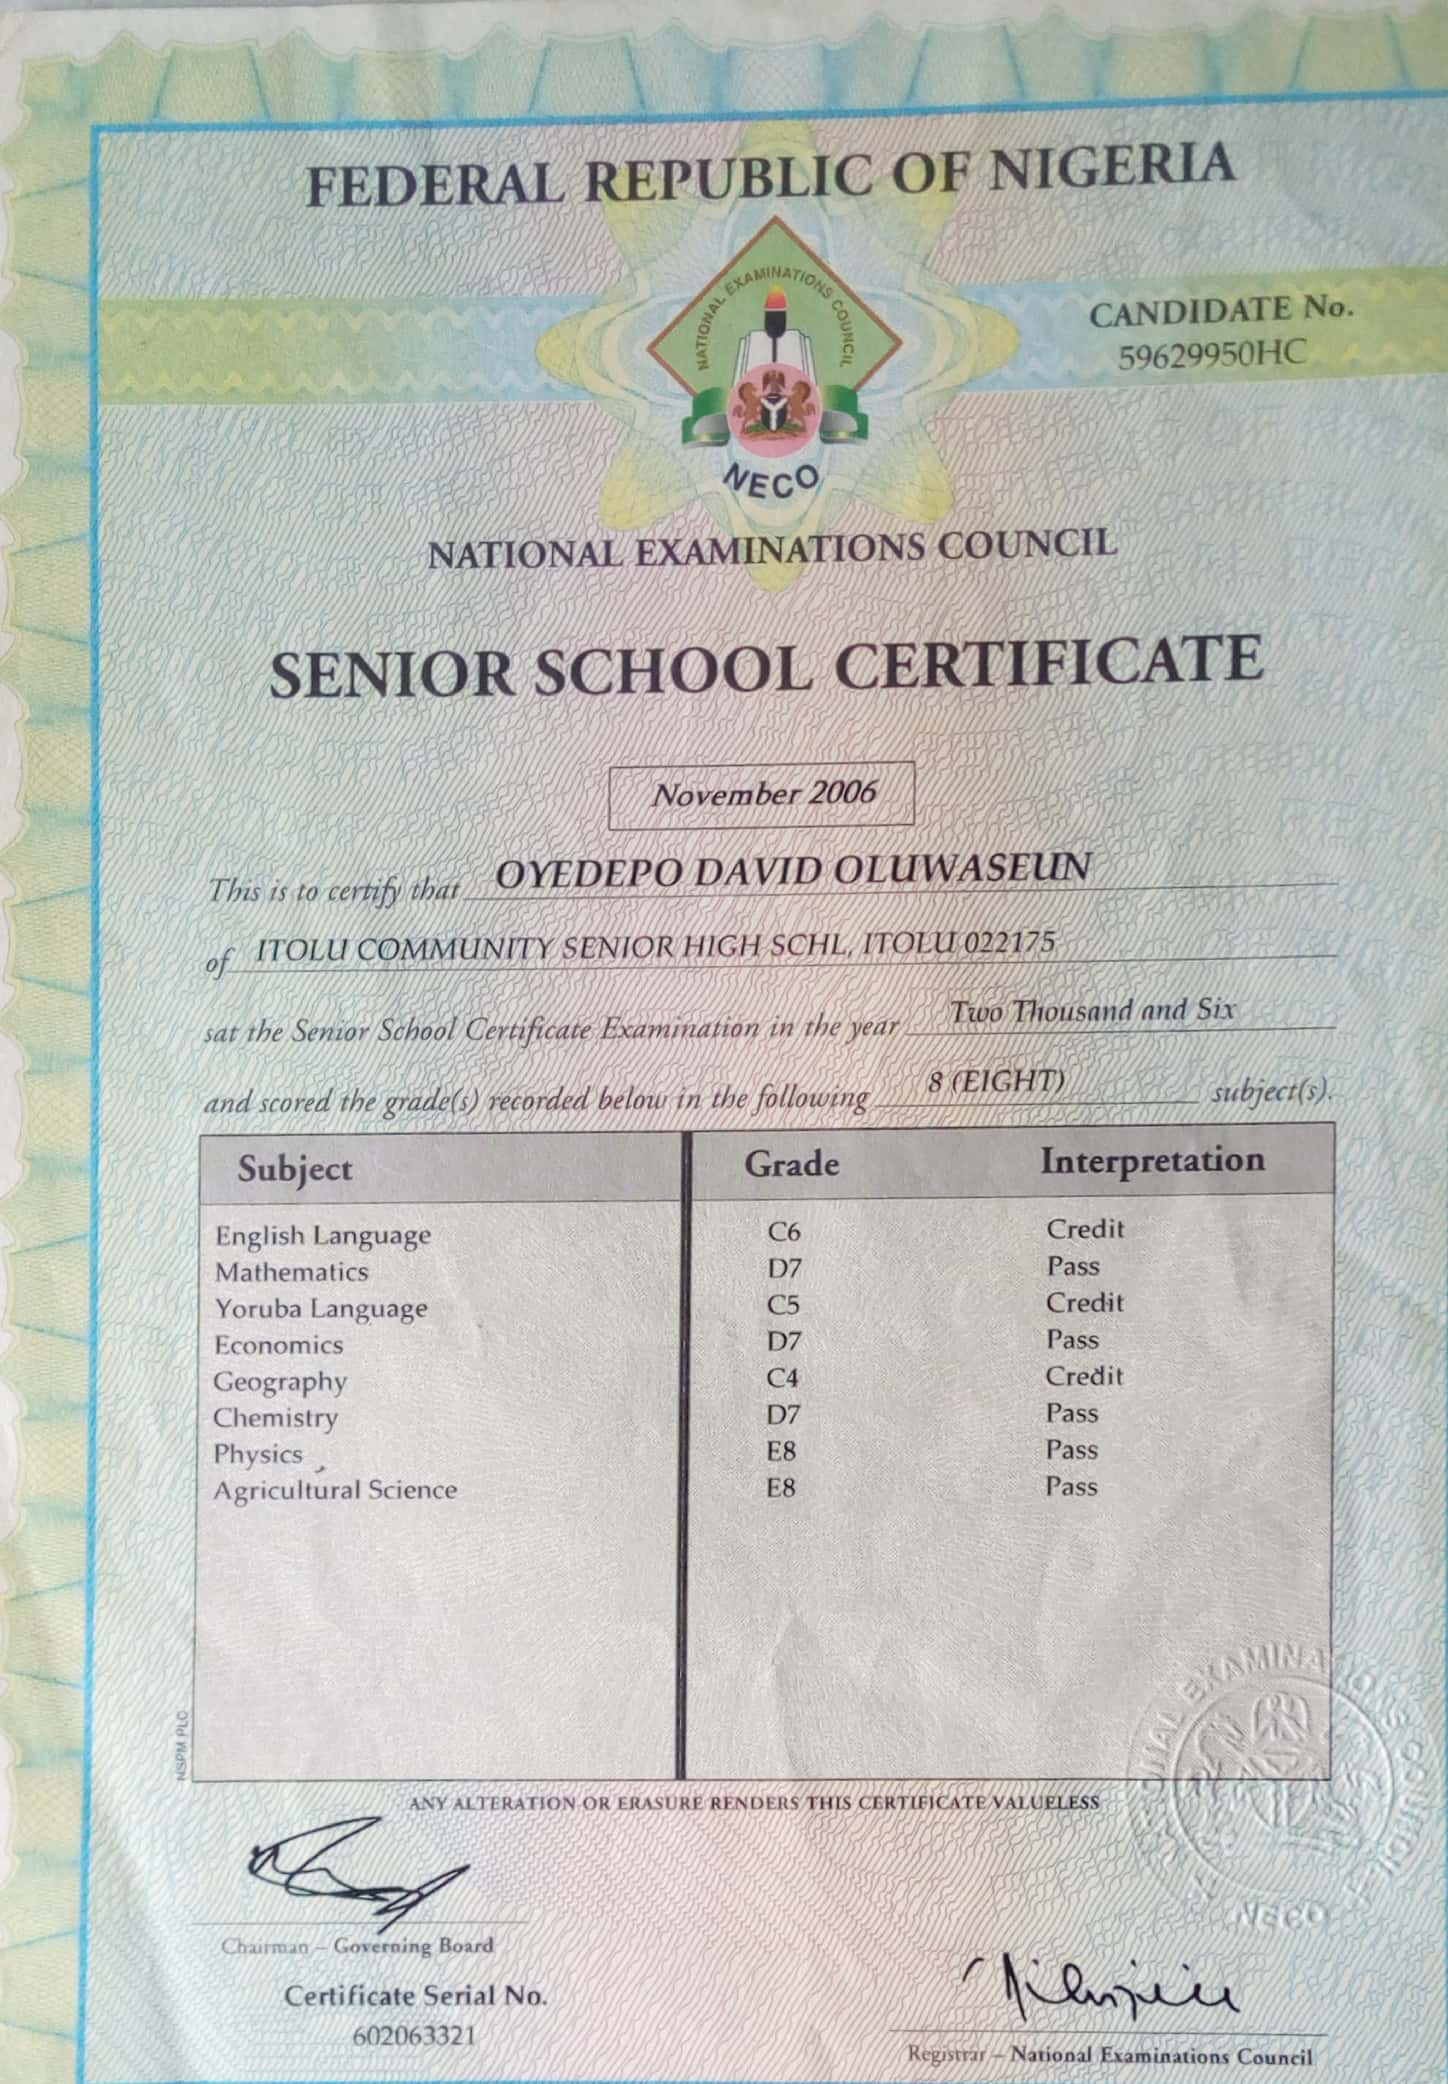 FEDERAL REPUBLIC OF NIGERIA
NATIONAL EXAMINATIONS COUNCIL
NECO
CANDIDATE No.
59629950HC
NATIONAL EXAMINATIONS COUNCIL
SENIOR SCHOOL CERTIFICATE
November 2006
This is to certify that OYEDEPO DAVID OLUWASEUN
of ITOLU COMMUNITY SENIOR HIGH SCHL, ITOLU 022175
sat the Senior School Certificate Examination in the year Two Thousand and Six
and scored the grade(s) recorded below in the following 8 (EIGHT) subject(s).
Subject Grade Interpretation
English Language C6 Credit
Mathematics D7 Pass
Yoruba Language C5 Credit
Economics D7 Pass
Geography C4 Credit
Chemistry D7 Pass
Physics E8 Pass
Agricultural Science E8 Pass
NSPM PLC
ANY ALTERATION OR ERASURE RENDERS THIS CERTIFICATE VALUELESS
NATIONAL EXAMINATIONS COUNCIL
NECO
Chairman – Governing Board
Certificate Serial No.
602063321
Registrar – National Examinations Council